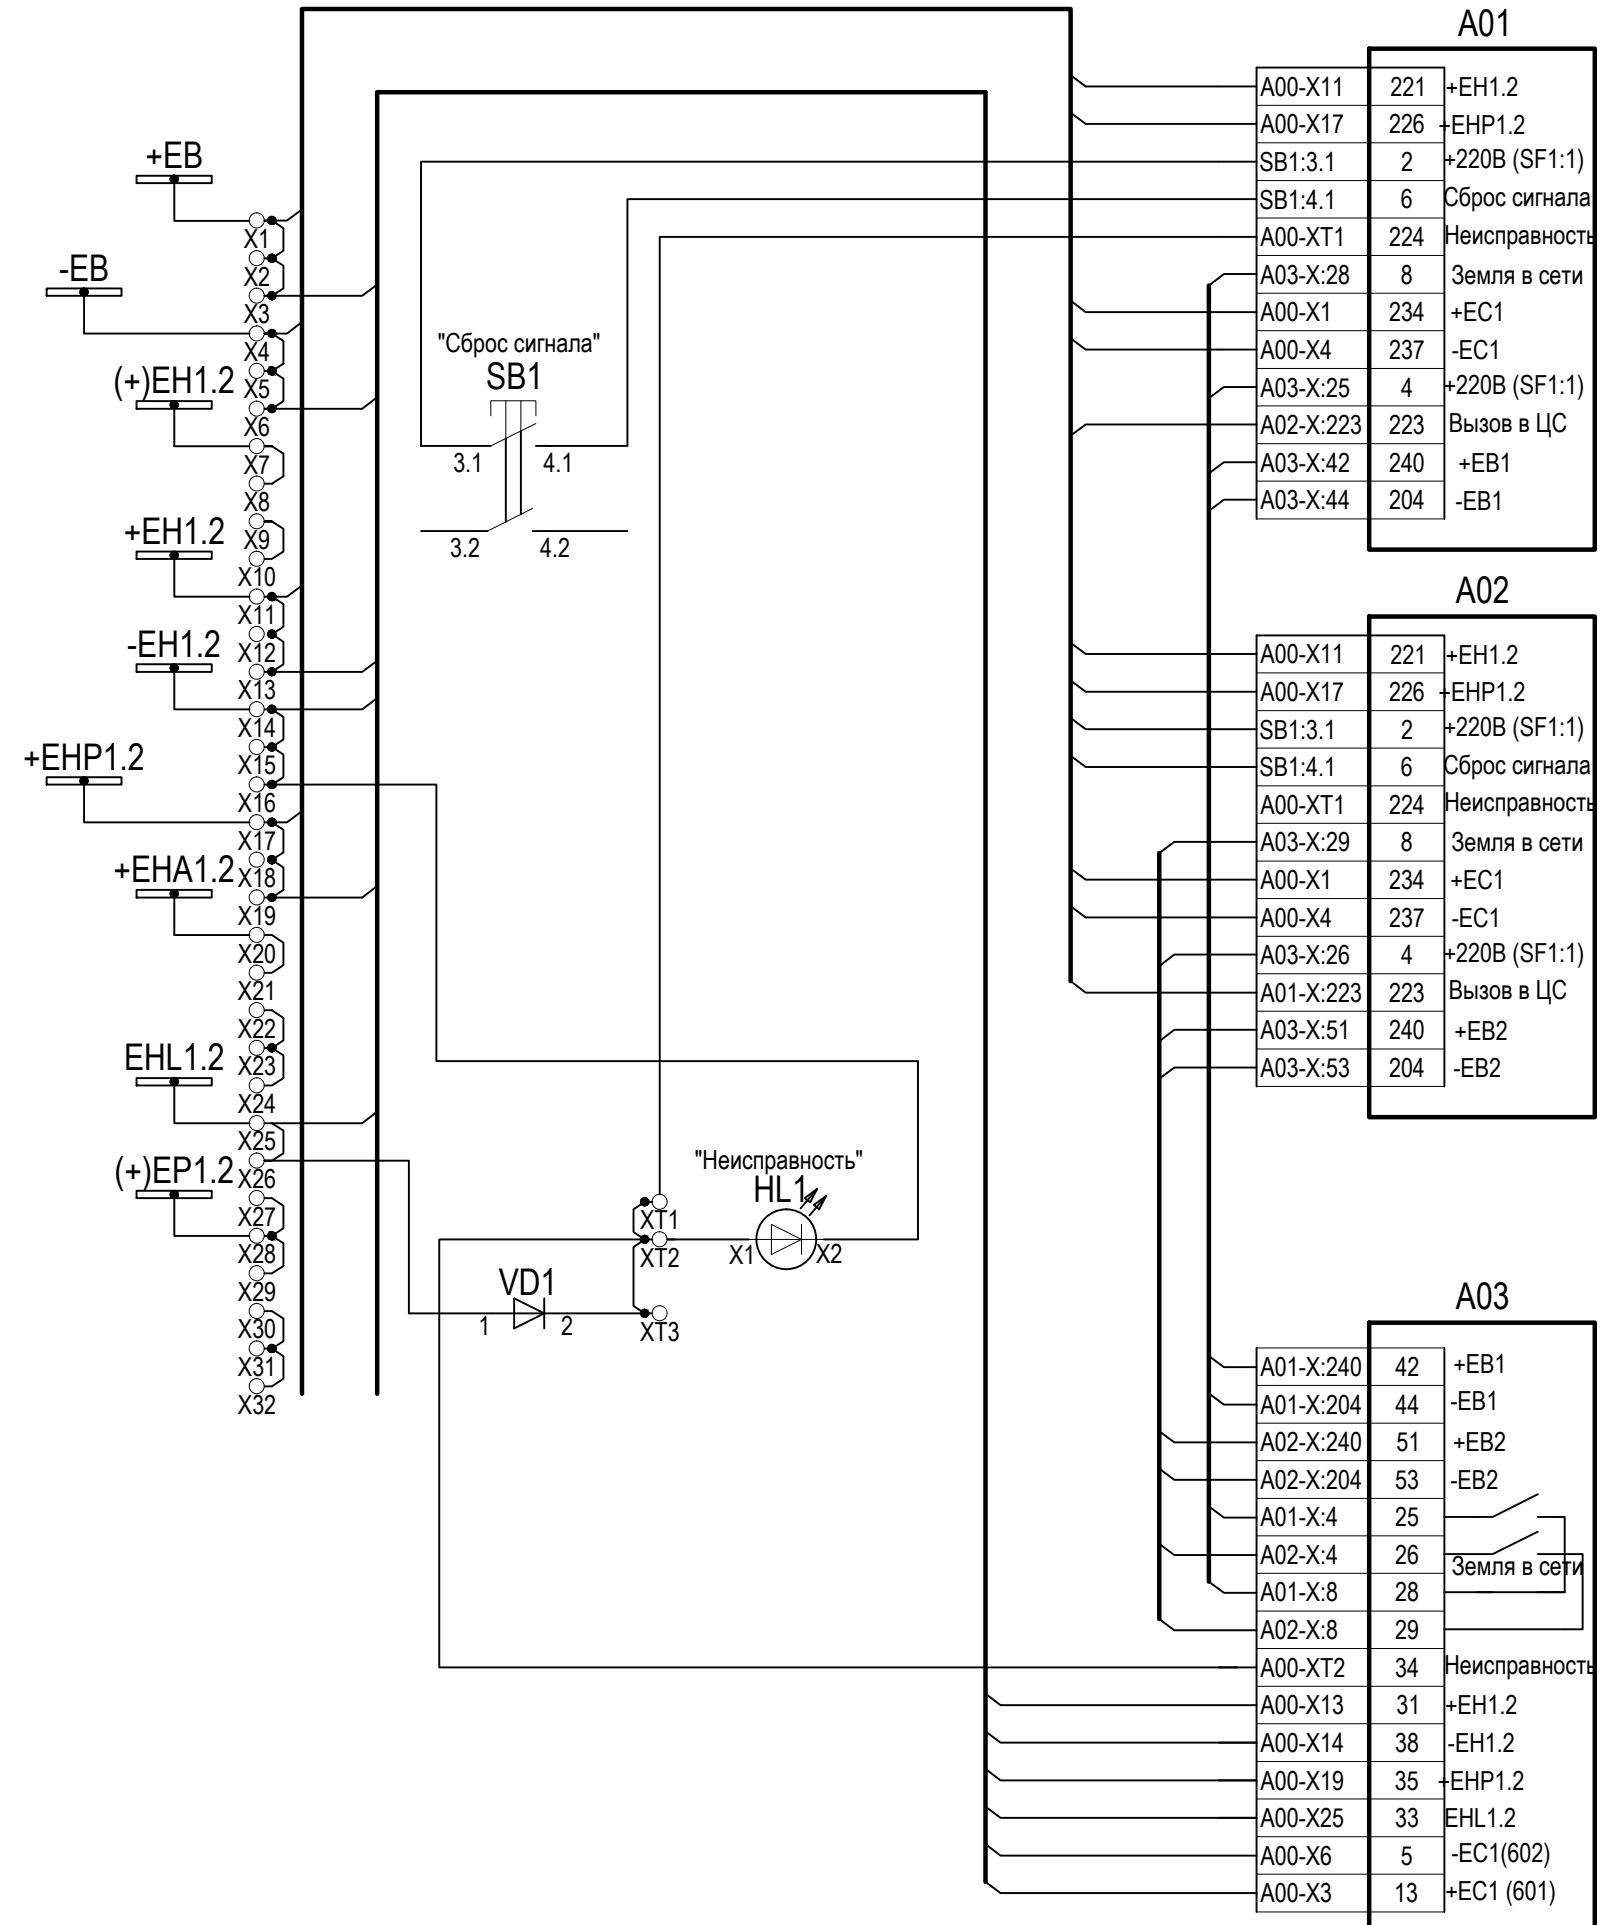 +ЕВ
X1
X2
-ЕВ
X3
X4
X5
(+)ЕН1.2
X6
X7
X8
X9
+ЕН1.2
X10
X11
X12
-ЕН1.2
X13
X14
X15
+ЕНР1.2
X16
X17
X18
+ЕНА1.2
X19
X20
X21
X22
X23
EHL1.2
X24
X25
X26
(+)ЕР1.2
X27
X28
X29
X30
X31
X32
"Сброс сигнала"
SB1
3.1 4.1
3.2 4.2
"Неисправность"
HL1
XT1
XT2
X1 X2
VD1
1 2
XT3
A01
A00-X11 221 +EH1.2
A00-X17 226 +EHP1.2
SB1:3.1 2 +220В (SF1:1)
SB1:4.1 6 Сброс сигнала
A00-XT1 224 Неисправность
A03-X:28 8 Земля в сети
A00-X1 234 +EC1
A00-X4 237 -EC1
A03-X:25 4 +220В (SF1:1)
A02-X:223 223 Вызов в ЦС
A03-X:42 240 +EB1
A03-X:44 204 -EB1
A02
A00-X11 221 +EH1.2
A00-X17 226 +EHP1.2
SB1:3.1 2 +220В (SF1:1)
SB1:4.1 6 Сброс сигнала
A00-XT1 224 Неисправность
A03-X:29 8 Земля в сети
A00-X1 234 +EC1
A00-X4 237 -EC1
A03-X:26 4 +220В (SF1:1)
A01-X:223 223 Вызов в ЦС
A03-X:51 240 +EB2
A03-X:53 204 -EB2
A03
A01-X:240 42 +EB1
A01-X:204 44 -EB1
A02-X:240 51 +EB2
A02-X:204 53 -EB2
A01-X:4 25
A02-X:4 26
Земля в сети
A01-X:8 28
A02-X:8 29
A00-XT2 34 Неисправность
A00-X13 31 +EH1.2
A00-X14 38 -EH1.2
A00-X19 35 +EHP1.2
A00-X25 33 EHL1.2
A00-X6 5 -EC1(602)
A00-X3 13 +EC1 (601)